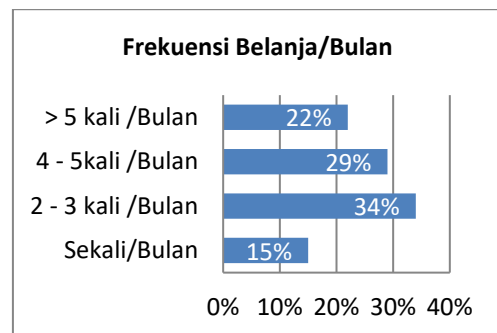 Frekuensi Belanja/Bulan
> 5 kali /Bulan 22%
4 - 5kali /Bulan 29%
2 - 3 kali /Bulan 34%
Sekali/Bulan 15%
0% 10% 20% 30% 40%